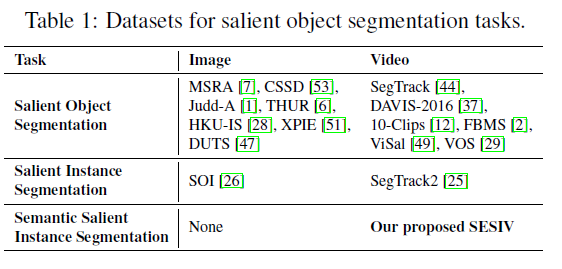 Table 1: Datasets for salient object segmentation tasks.
Task Image Video
Salient Object Segmentation
MSRA [7], CSSD [53],
Judd-A [1], THUR [6],
HKU-IS [28], XPIE [51],
DUTS [47]
SegTrack [44],
DAVIS-2016 [37],
10-Clips [12], FBMS [2],
ViSal [49], VOS [29]
Salient Instance
Segmentation
SOI [26]
SegTrack2 [25]
Semantic Salient
Instance Segmentation
None
Our proposed SESIV